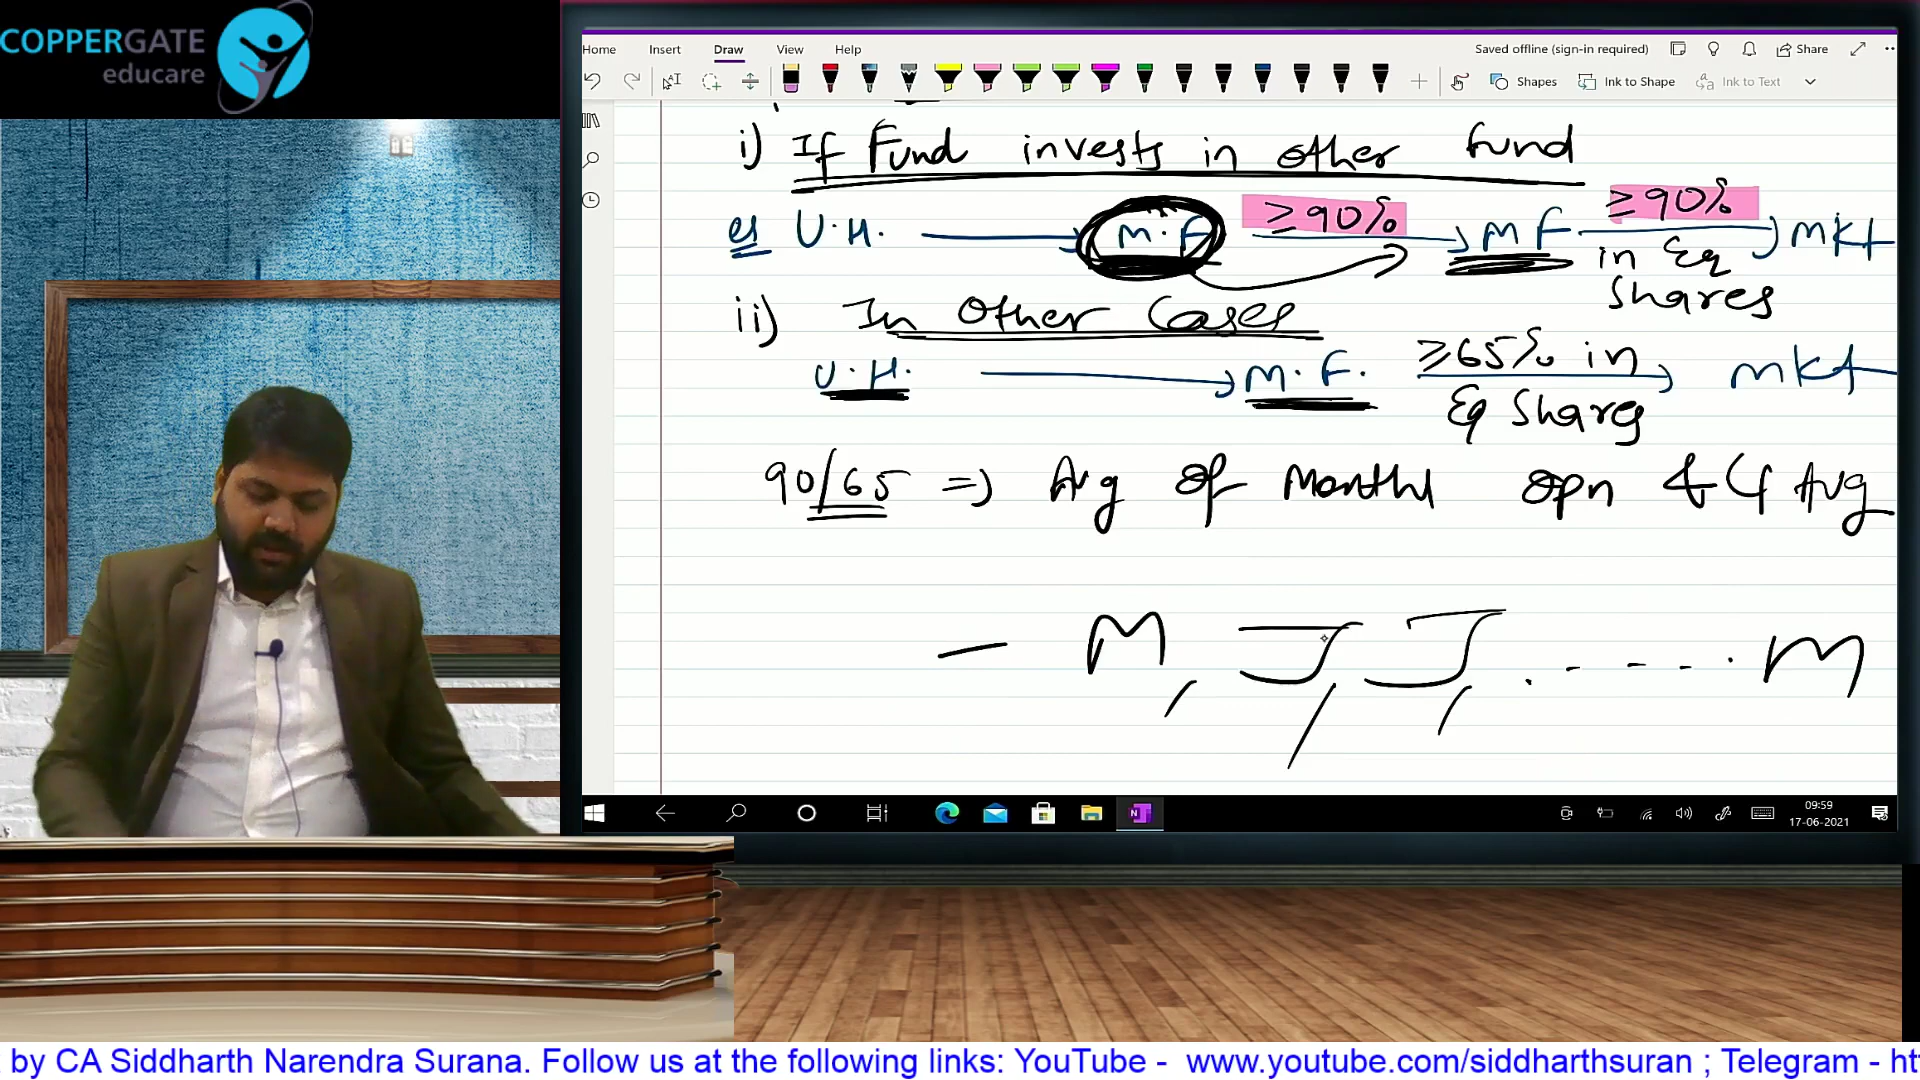 COPPERGATE
educare
Home Insert Draw View Help Saved offline (sign-in required) Share
Shapes Ink to Shape Ink to Text
i) If Fund invests in other fund
eg U.H. M.F ≥90% MF ≥90% mkt
in Eq
Shares
ii) In Other Cases
U.H. M.F. ≥65% in mkt
Eq Shares
90/65 => Avg of Monthl opn & Cl Avg
— M, J, J, . - - - . M
09:59
17-06-2021
by CA Siddharth Narendra Surana. Follow us at the following links: YouTube - www.youtube.com/siddharthsuran ; Telegram - ht